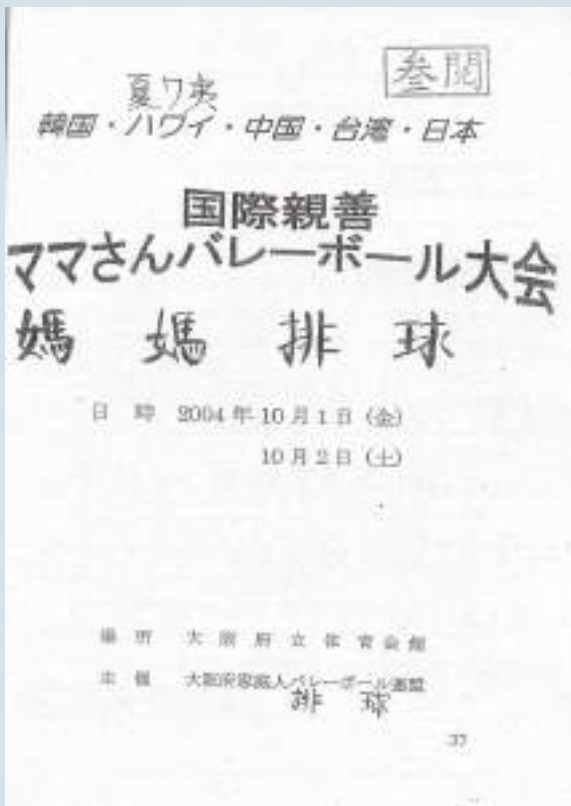 参閱
夏ワ夷
韓国・ハワイ・中国・台湾・日本
国際親善
ママさんバレーボール大会
媽媽排球
日 時 2004年10月1日(金)
10月2日(土)
場 所 大阪府立体育会館
主 催 大阪府家庭婦人バレーボール連盟
排 球
37